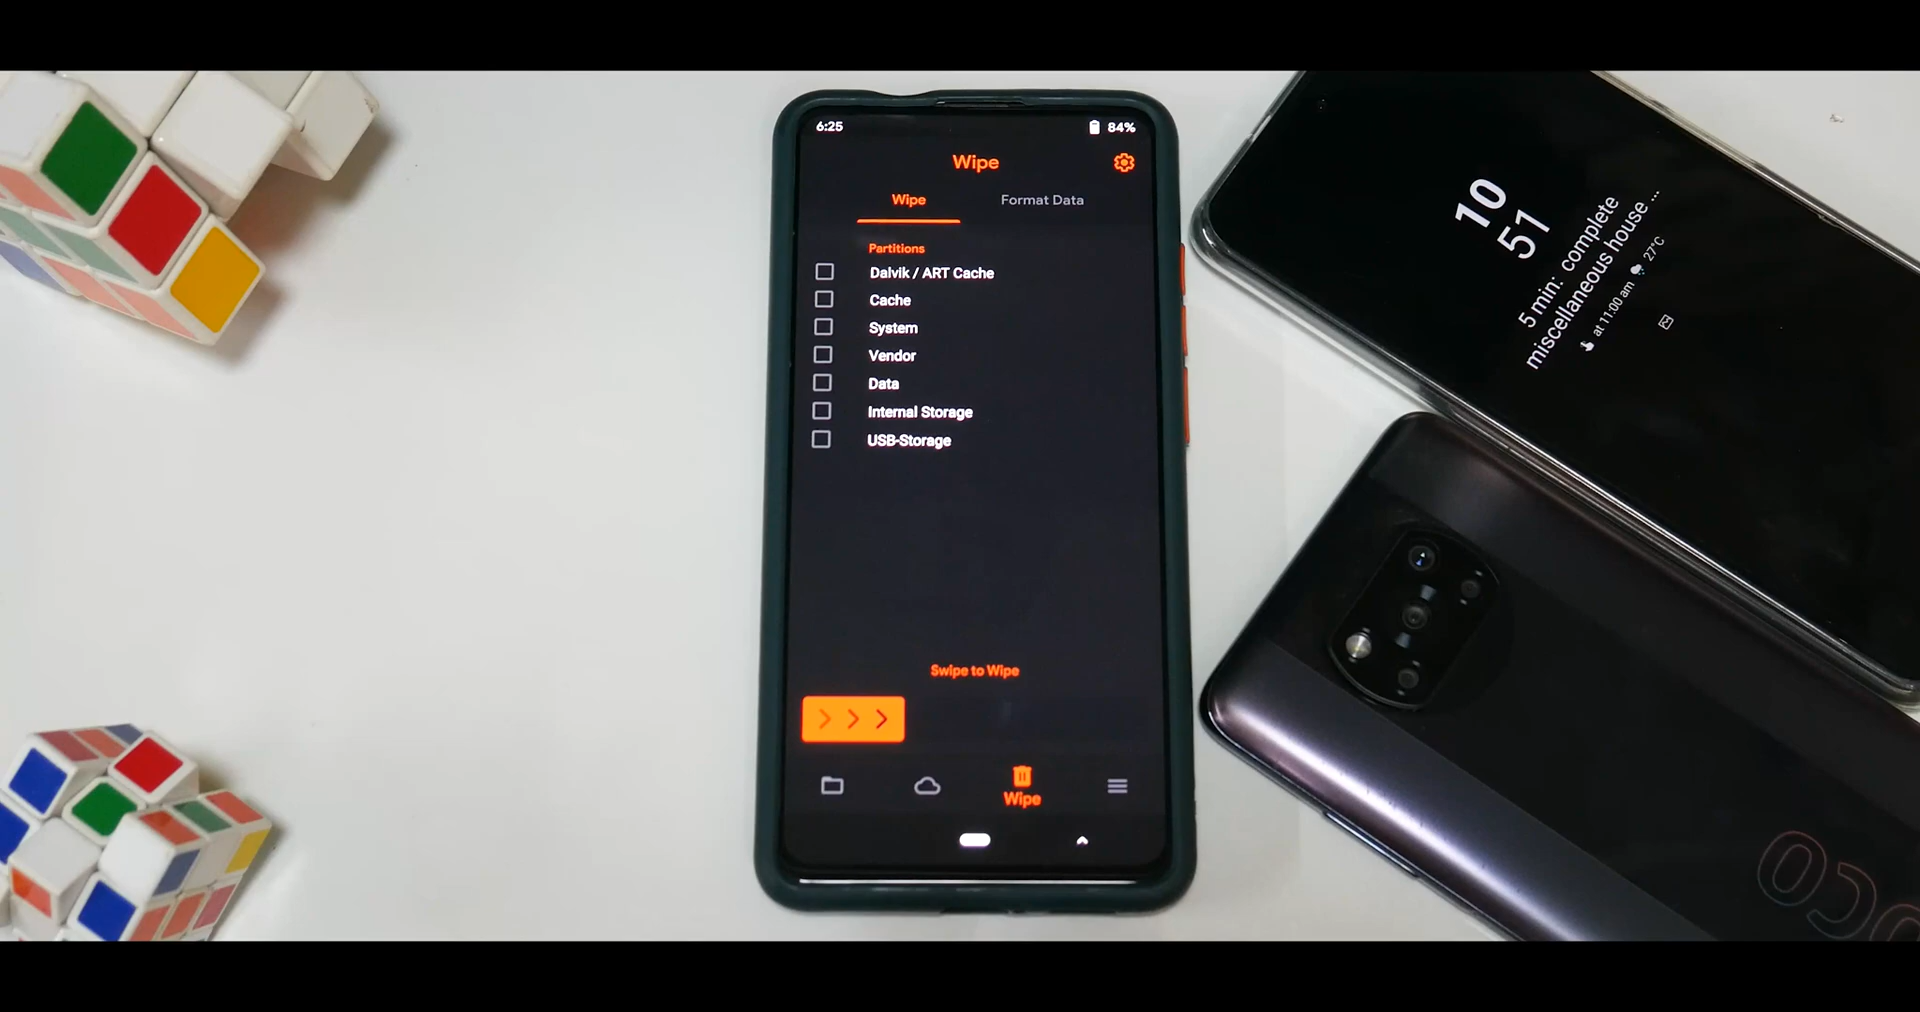 6:25
84%
Wipe
Wipe
Format Data
Partitions
Dalvik / ART Cache
Cache
System
Vendor
Data
Internal Storage
USB-Storage
Swipe to Wipe
Wipe
10
51
5 min: complete
miscellaneous house ...
at 11:00 am 27°C